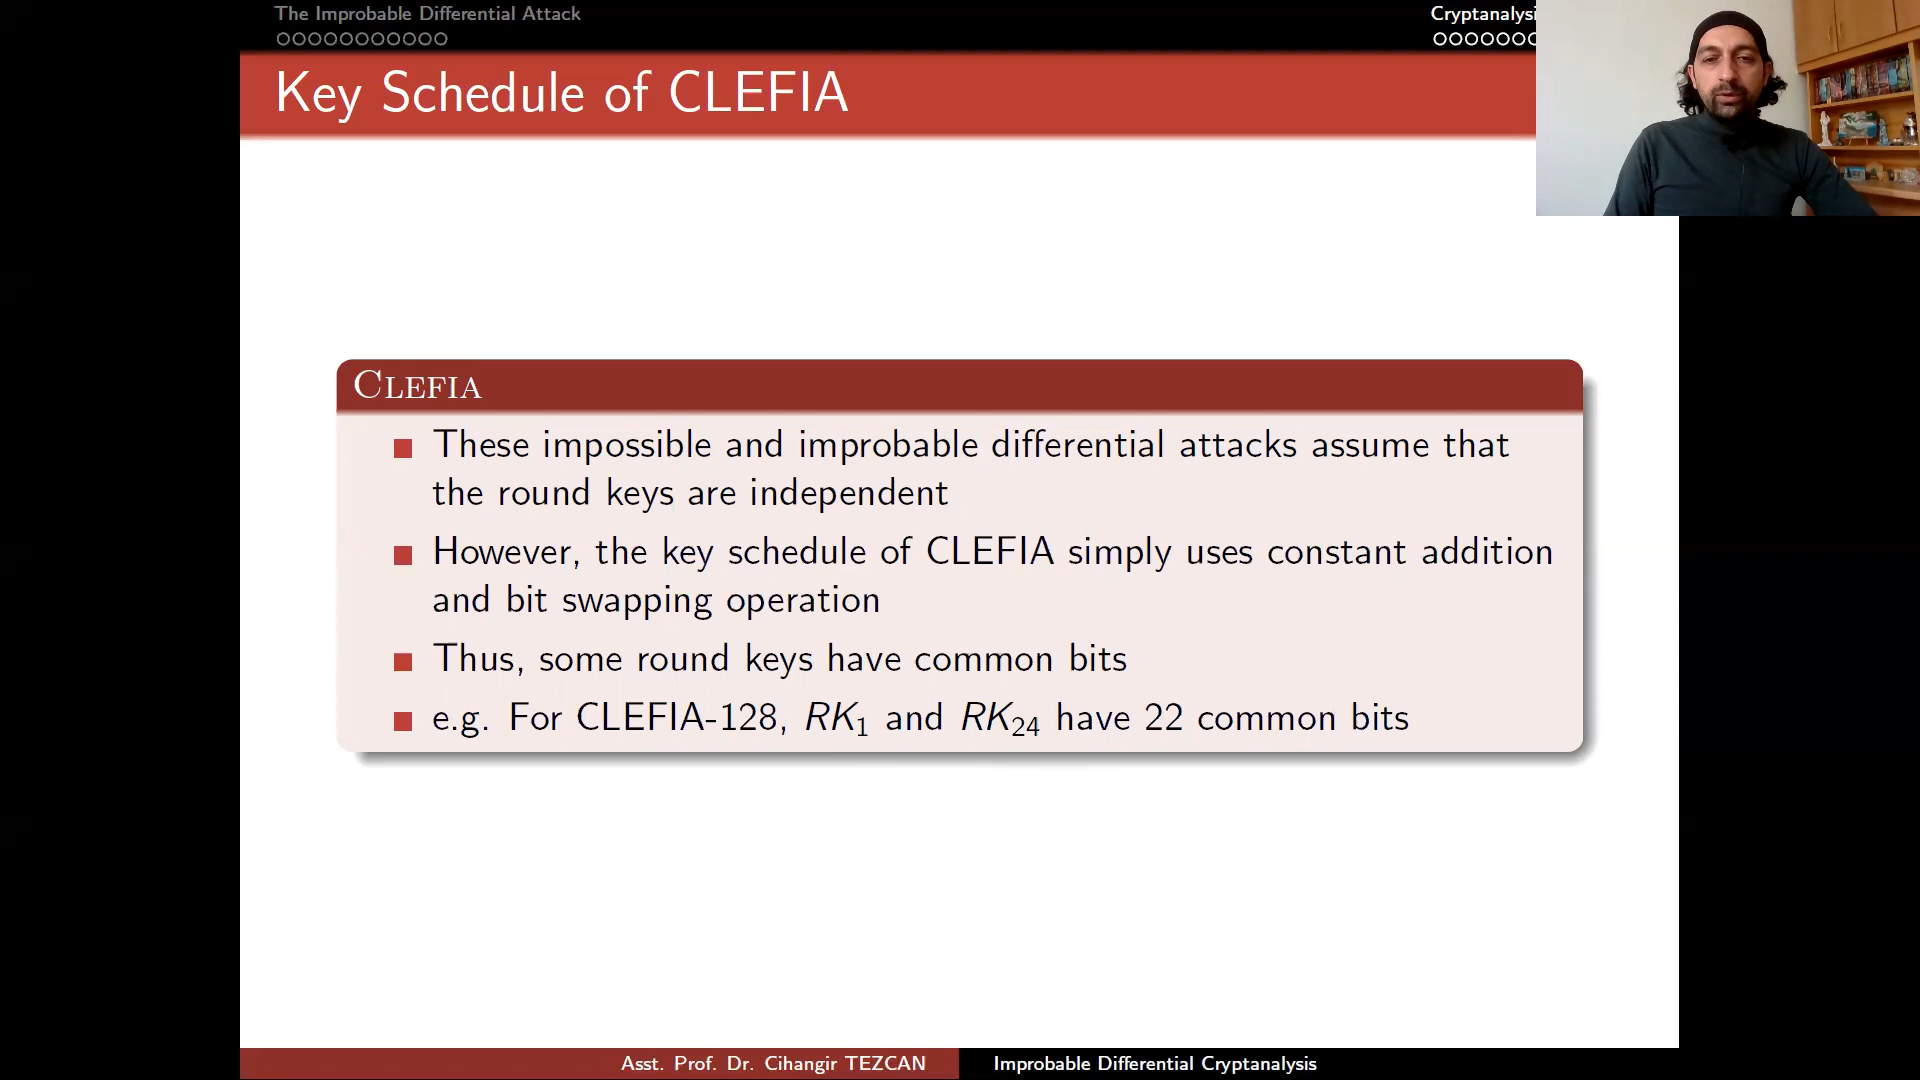 The Improbable Differential Attack
Cryptanalysi
Key Schedule of CLEFIA
CLEFIA
These impossible and improbable differential attacks assume that
the round keys are independent
However, the key schedule of CLEFIA simply uses constant addition
and bit swapping operation
Thus, some round keys have common bits
e.g. For CLEFIA-128, RK₁ and RK₂₄ have 22 common bits
Asst. Prof. Dr. Cihangir TEZCAN
Improbable Differential Cryptanalysis